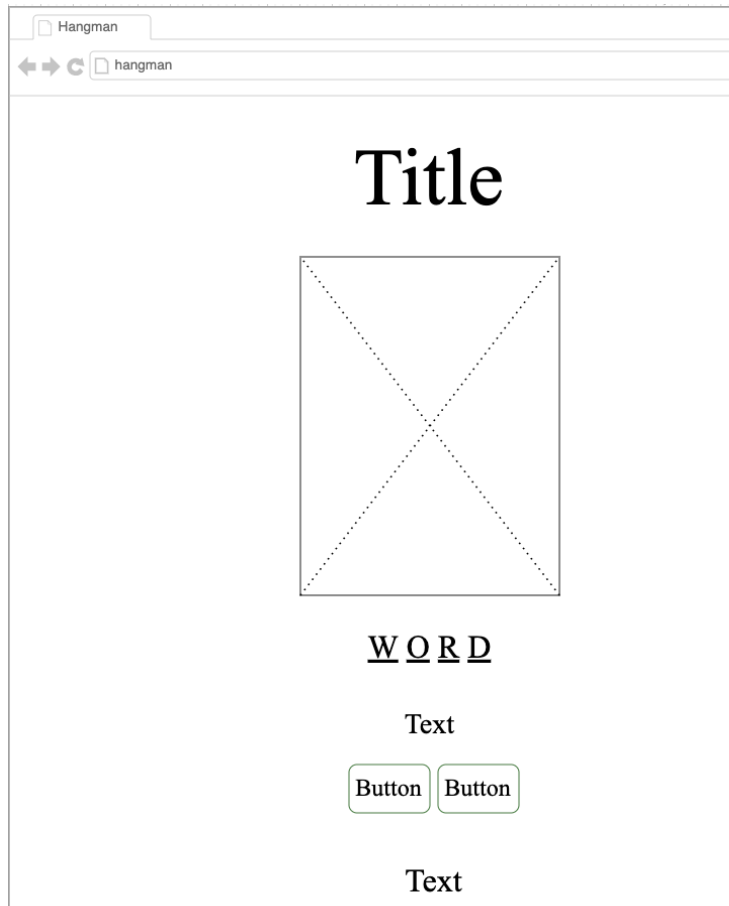 Hangman
hangman
Title
W O R D
Text
Button Button
Text